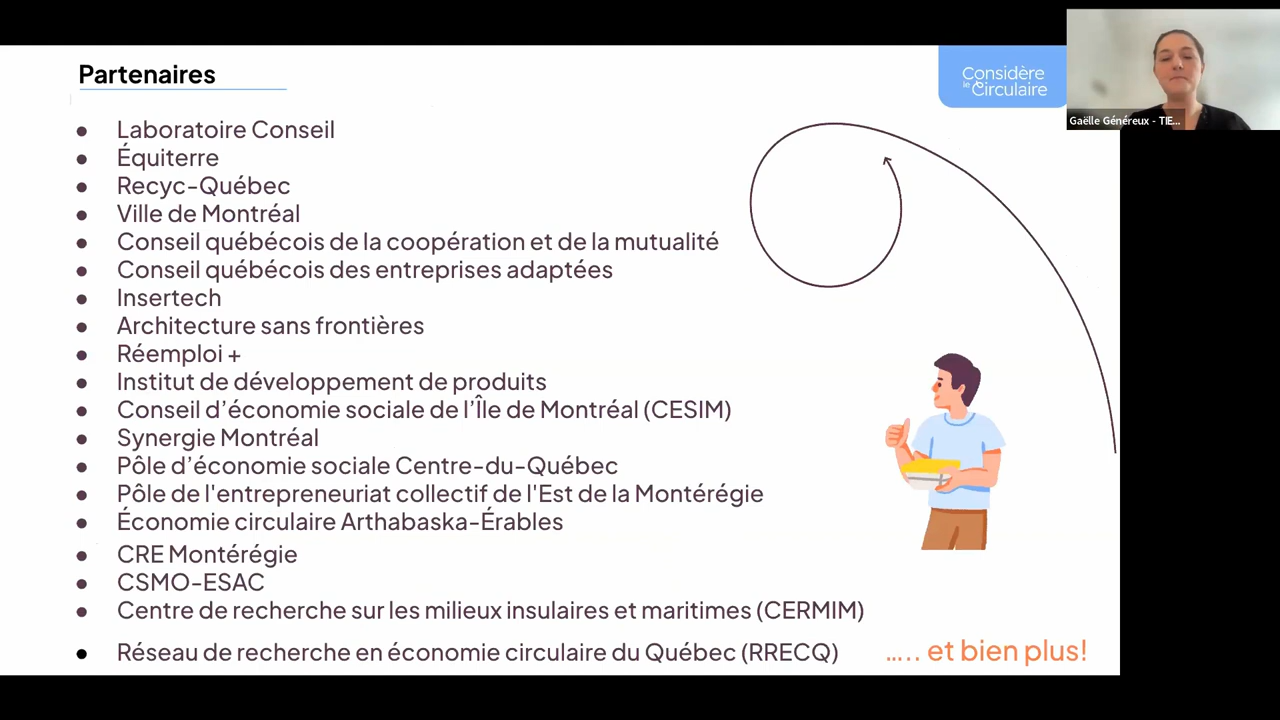 Partenaires
Considère
le Circulaire
Gaëlle Généreux - TIE...
● Laboratoire Conseil
● Équiterre
● Recyc-Québec
● Ville de Montréal
● Conseil québécois de la coopération et de la mutualité
● Conseil québécois des entreprises adaptées
● Insertech
● Architecture sans frontières
● Réemploi +
● Institut de développement de produits
● Conseil d’économie sociale de l’Île de Montréal (CESIM)
● Synergie Montréal
● Pôle d’économie sociale Centre-du-Québec
● Pôle de l'entrepreneuriat collectif de l'Est de la Montérégie
● Économie circulaire Arthabaska-Érables
● CRE Montérégie
● CSMO-ESAC
● Centre de recherche sur les milieux insulaires et maritimes (CERMIM)
● Réseau de recherche en économie circulaire du Québec (RRECQ)
..... et bien plus!